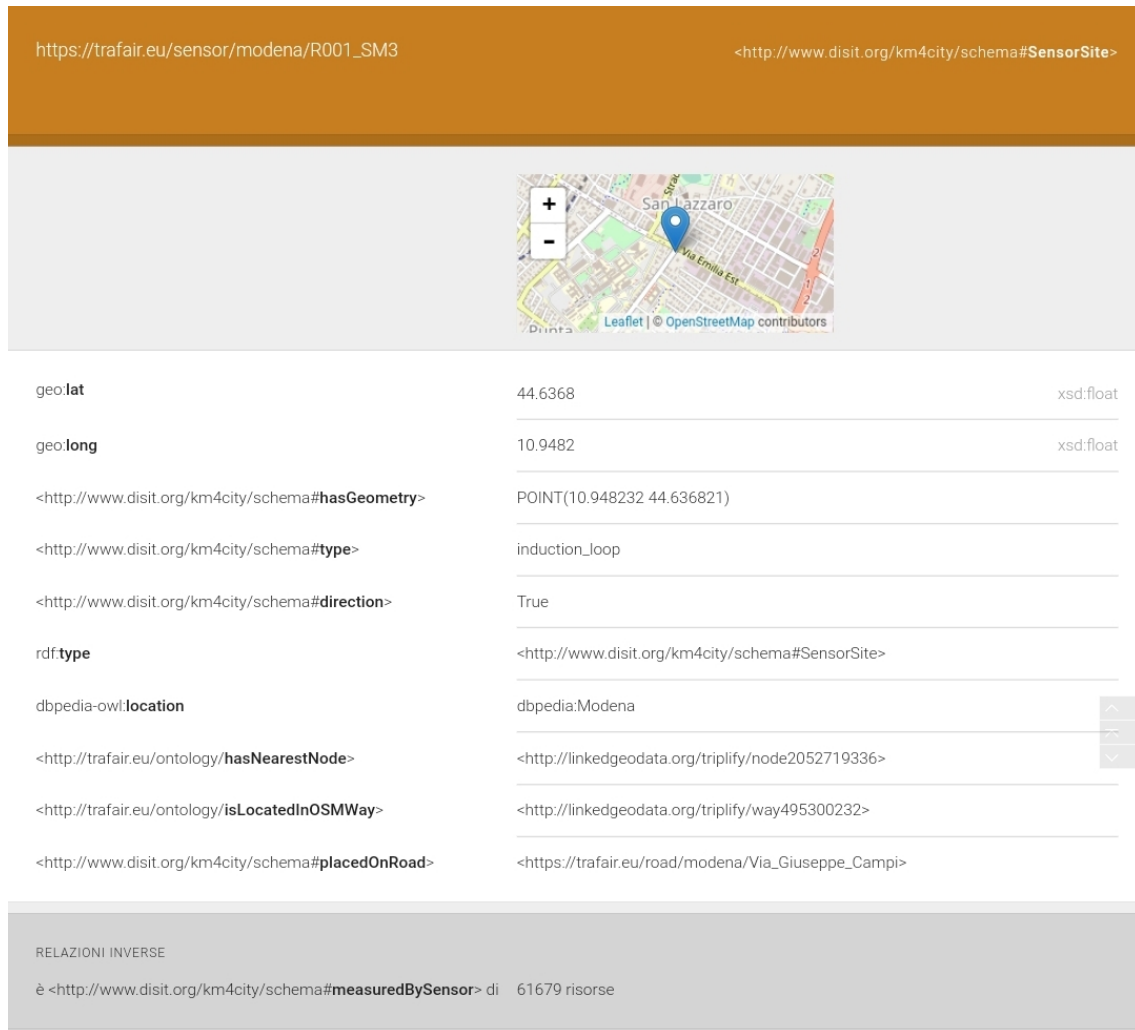 https://trafair.eu/sensor/modena/R001_SM3
<http://www.disit.org/km4city/schema#SensorSite>
+
-
San Lazzaro
Via Emilia Est
2
1
2
Punta
Leaflet | © OpenStreetMap contributors
geo:lat
44.6368
xsd:float
geo:long
10.9482
xsd:float
<http://www.disit.org/km4city/schema#hasGeometry>
POINT(10.948232 44.636821)
<http://www.disit.org/km4city/schema#type>
induction_loop
<http://www.disit.org/km4city/schema#direction>
True
rdf:type
<http://www.disit.org/km4city/schema#SensorSite>
dbpedia-owl:location
dbpedia:Modena
<http://trafair.eu/ontology/hasNearestNode>
<http://linkedgeodata.org/triplify/node2052719336>
<http://trafair.eu/ontology/isLocatedInOSMWay>
<http://linkedgeodata.org/triplify/way495300232>
<http://www.disit.org/km4city/schema#placedOnRoad>
<https://trafair.eu/road/modena/Via_Giuseppe_Campi>
RELAZIONI INVERSE
è <http://www.disit.org/km4city/schema#measuredBySensor> di 61679 risorse